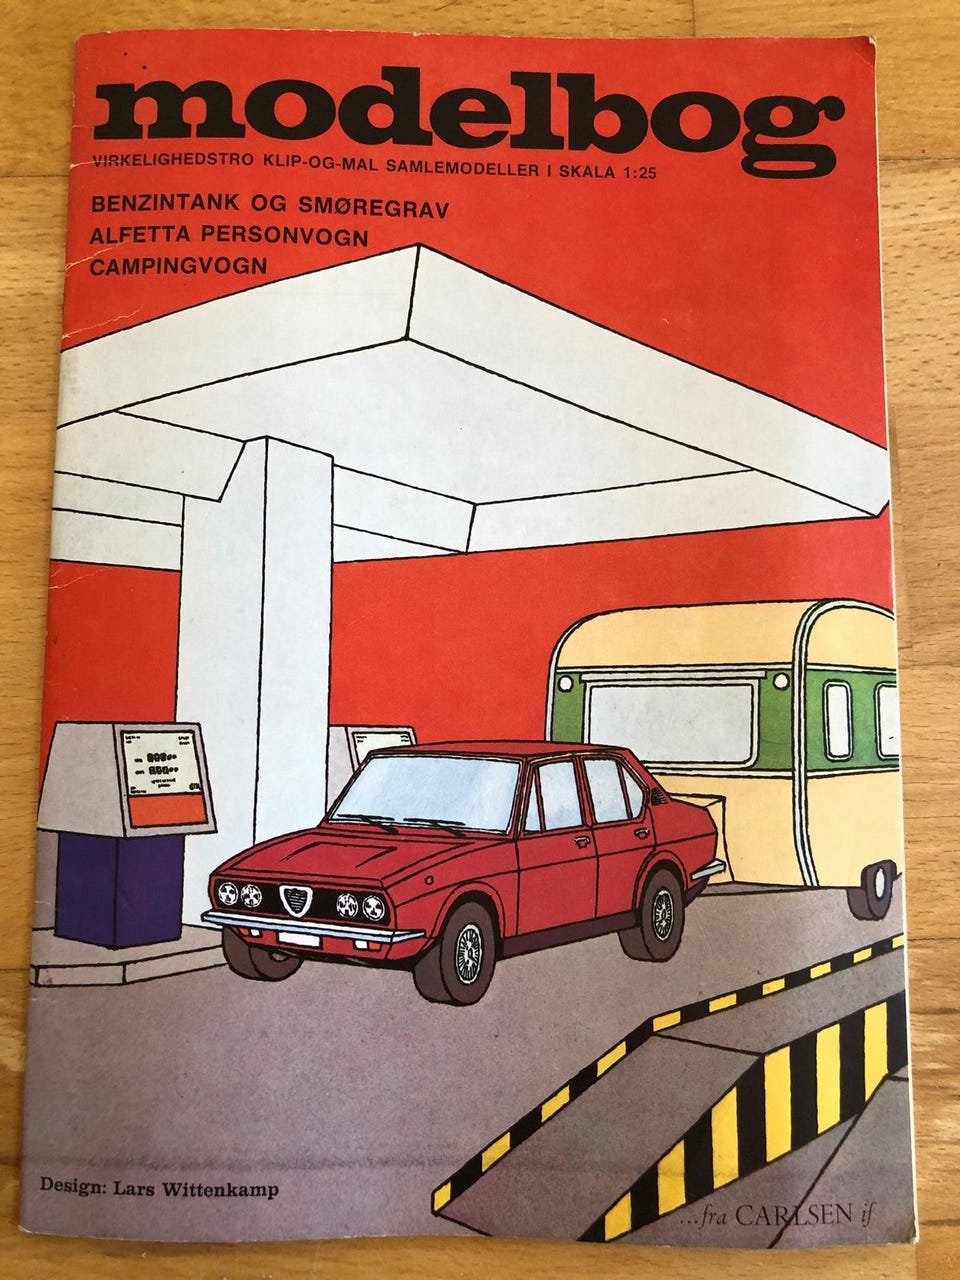 modelbog
VIRKELIGHEDSTRO KLIP-OG-MAL SAMLEMODELLER I SKALA 1:25
BENZINTANK OG SMØREGRAV
ALFETTA PERSONVOGN
CAMPINGVOGN
Design: Lars Wittenkamp
...fra CARLSEN if